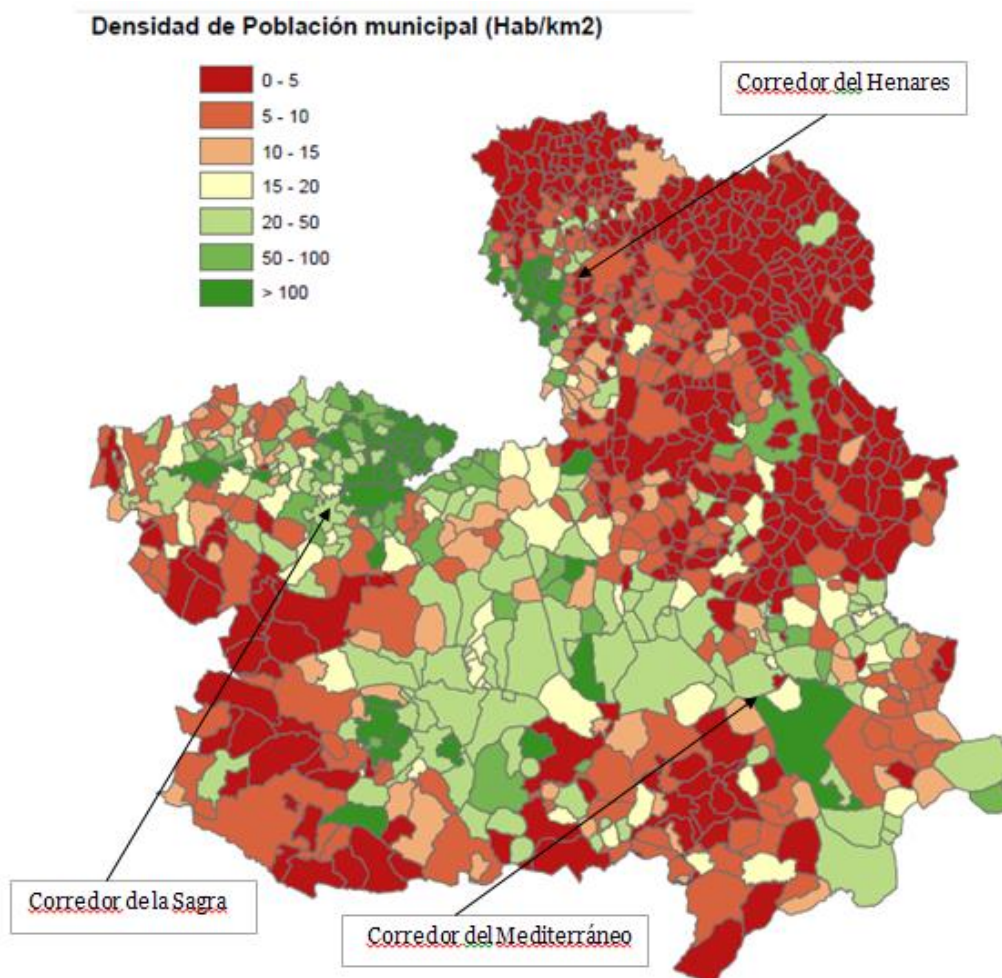 Densidad de Población municipal (Hab/km2)
0 - 5
5 - 10
10 - 15
15 - 20
20 - 50
50 - 100
> 100
Corredor del Henares
Corredor de la Sagra
Corredor del Mediterráneo